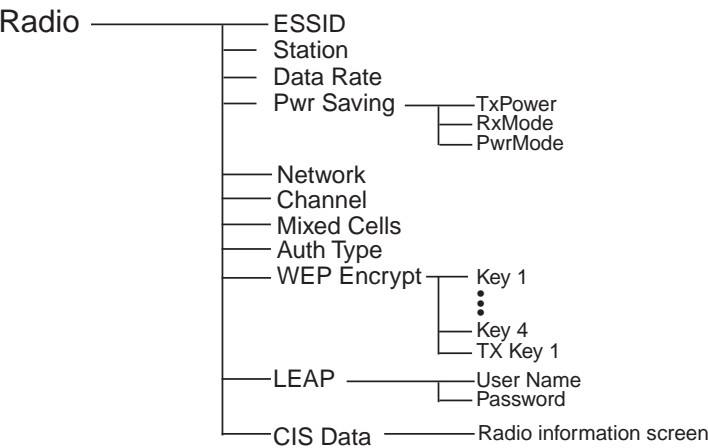 Radio
ESSID
Station
Data Rate
Pwr Saving
TxPower
RxMode
PwrMode
Network
Channel
Mixed Cells
Auth Type
WEP Encrypt
Key 1
Key 4
TX Key 1
LEAP
User Name
Password
CIS Data
Radio information screen